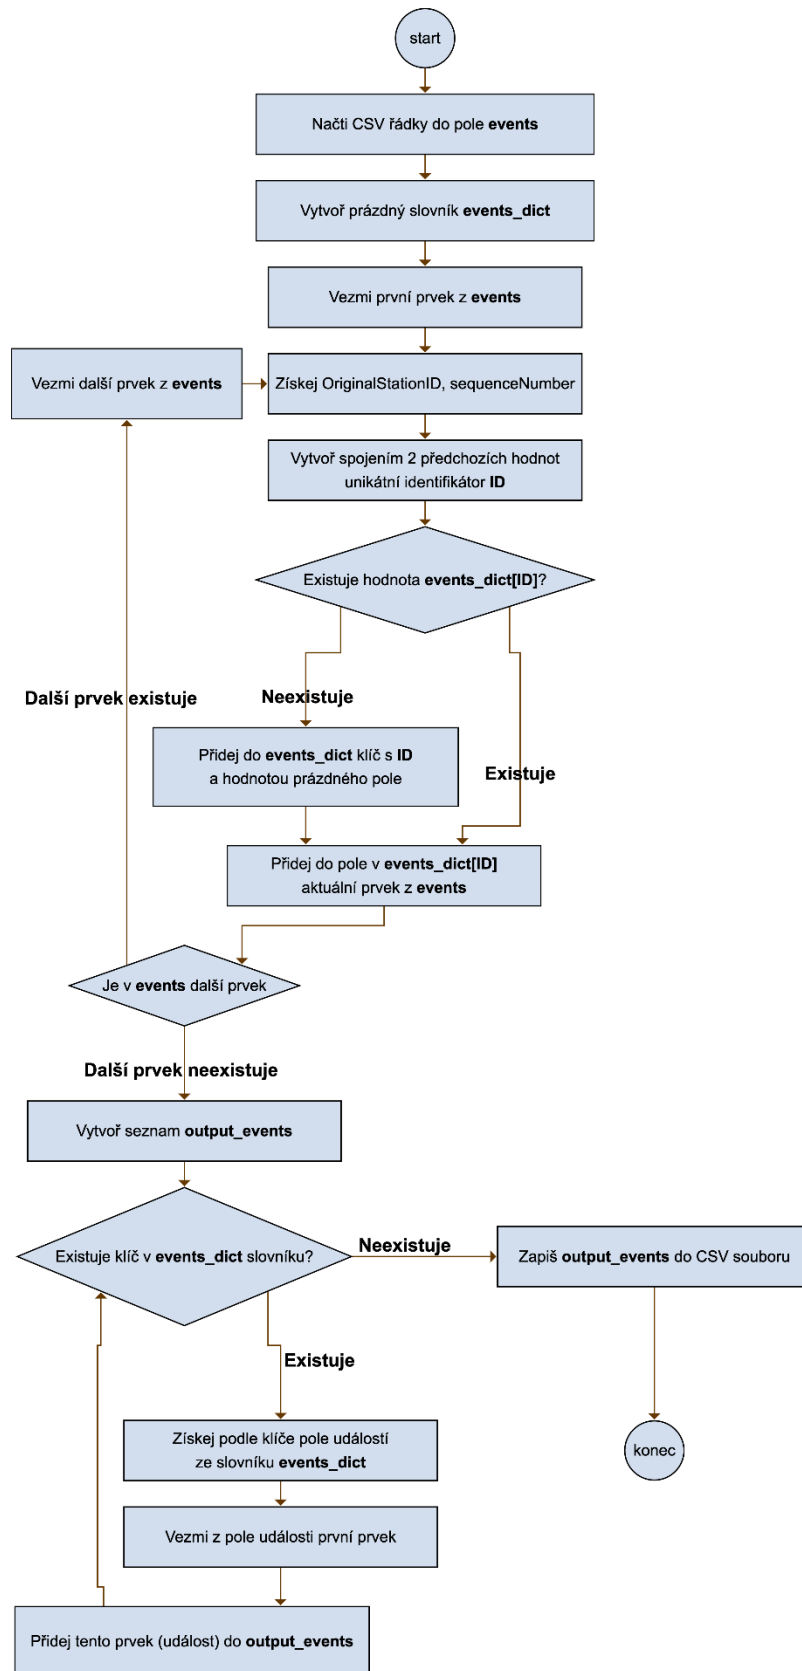 start
Načti CSV řádky do pole events
Vytvoř prázdný slovník events_dict
Vezmi první prvek z events
Vezmi další prvek z events
Získej OriginalStationID, sequenceNumber
Vytvoř spojením 2 předchozích hodnot
unikátní identifikátor ID
Existuje hodnota events_dict[ID]?
Další prvek existuje
Neexistuje
Existuje
Přidej do events_dict klíč s ID
a hodnotou prázdného pole
Přidej do pole v events_dict[ID]
aktuální prvek z events
Je v events další prvek
Další prvek neexistuje
Vytvoř seznam output_events
Existuje klíč v events_dict slovníku?
Neexistuje
Zapiš output_events do CSV souboru
Existuje
Získej podle klíče pole událostí
ze slovníku events_dict
konec
Vezmi z pole události první prvek
Přidej tento prvek (událost) do output_events